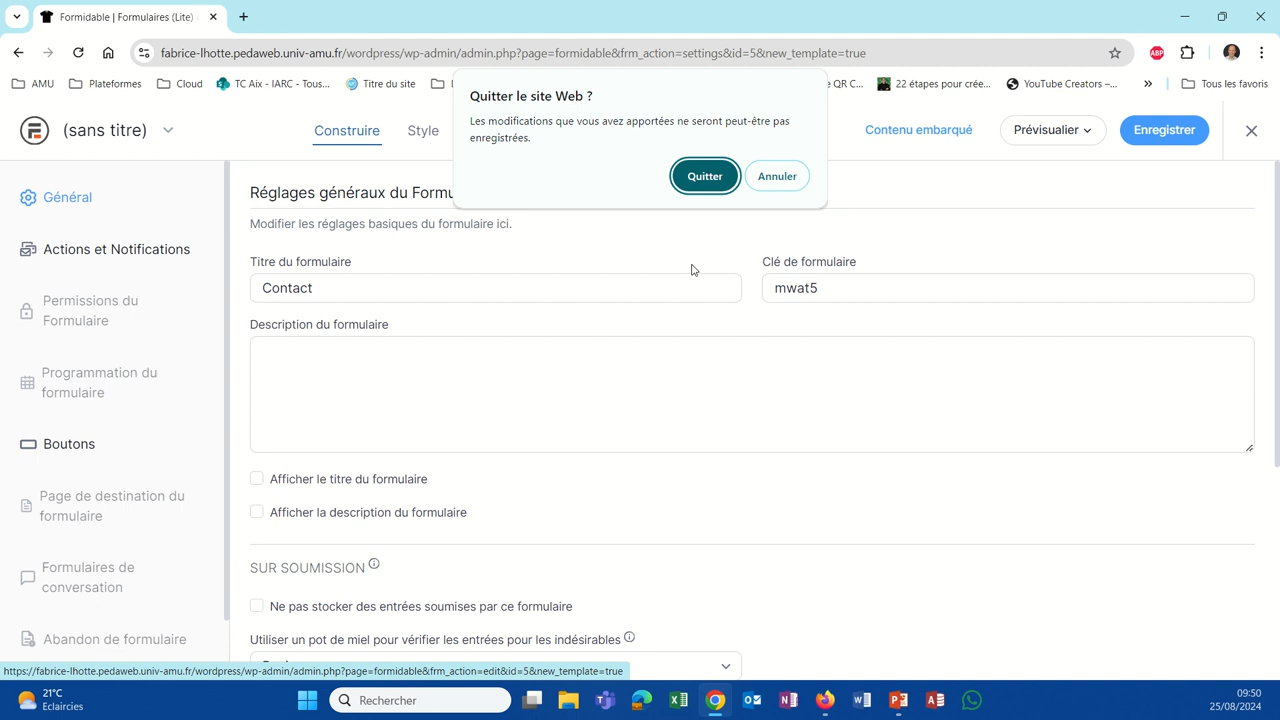 Formidable | Formulaires (Lite)
fabrice-lhotte.pedaweb.univ-amu.fr/wordpress/wp-admin/admin.php?page=formidable&frm_action=settings&id=5&new_template=true
ABP
AMU
Plateformes
Cloud
TC Aix - IARC - Tous...
Titre du site
e QR C...
22 étapes pour crée...
YouTube Creators –...
»
Tous les favoris
Quitter le site Web ?
Les modifications que vous avez apportées ne seront peut-être pas
enregistrées.
Quitter
Annuler
(sans titre)
Construire
Style
Contenu embarqué
Prévisualier
Enregistrer
Général
Actions et Notifications
Permissions du
Formulaire
Programmation du
formulaire
Boutons
Page de destination du
formulaire
Formulaires de
conversation
Abandon de formulaire
Réglages généraux du Formu
Modifier les réglages basiques du formulaire ici.
Titre du formulaire
Clé de formulaire
Contact
mwat5
Description du formulaire
Afficher le titre du formulaire
Afficher la description du formulaire
SUR SOUMISSION
Ne pas stocker des entrées soumises par ce formulaire
Utiliser un pot de miel pour vérifier les entrées pour les indésirables
https://fabrice-lhotte.pedaweb.univ-amu.fr/wordpress/wp-admin/admin.php?page=formidable&frm_action=edit&id=5&new_template=true
21°C
Eclaircies
Rechercher
09:50
25/08/2024